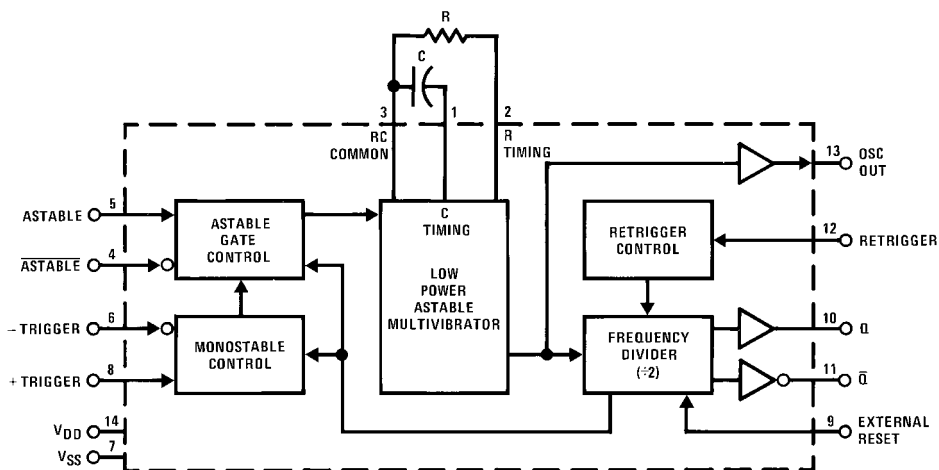 R
C
3
1
2
RC
COMMON
R
TIMING
13
OSC
OUT
5
ASTABLE
ASTABLE
GATE
CONTROL
C
TIMING
LOW
POWER
ASTABLE
MULTIVIBRATOR
RETRIGGER
CONTROL
12
RETRIGGER
4
A̅S̅T̅A̅B̅L̅E̅
6
− TRIGGER
MONOSTABLE
CONTROL
8
+ TRIGGER
FREQUENCY
DIVIDER
(÷2)
10
Q
11
Q̅
14
VDD
7
VSS
9
EXTERNAL
RESET